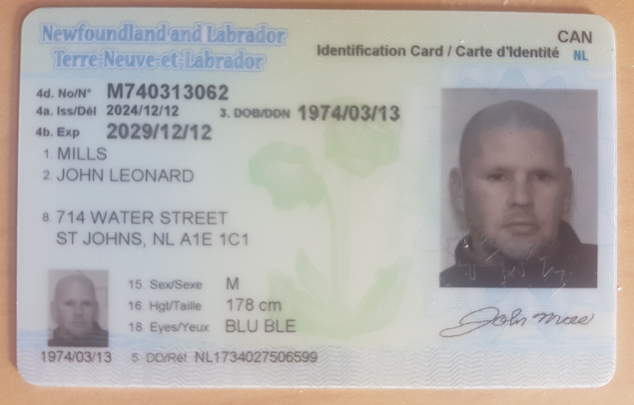 Newfoundland and Labrador
Terre-Neuve-et-Labrador
CAN
Identification Card / Carte d'Identité NL
4d. No/N° M740313062
4a. Iss/Dél 2024/12/12 3. DOB/DDN 1974/03/13
4b. Exp 2029/12/12
1. MILLS
2. JOHN LEONARD
8. 714 WATER STREET
ST JOHNS, NL A1E 1C1
15 Sex/Sexe M
16. Hgt/Taille 178 cm
18. Eyes/Yeux BLU BLE
1974/03/13 5 DD/Réf NL1734027506599
John